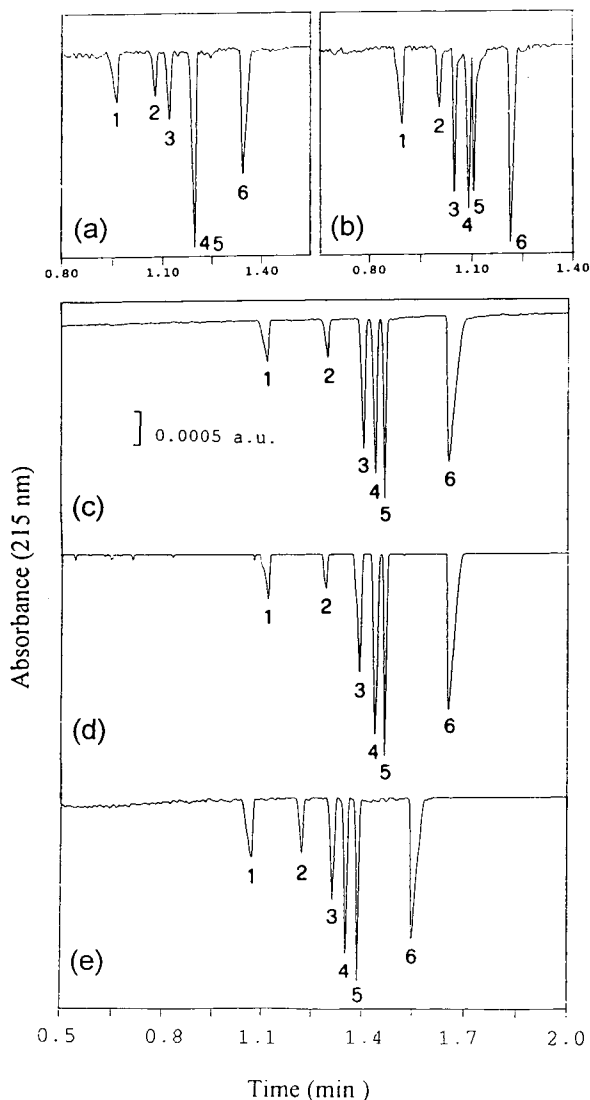 1 2 3 45 6
(a)
0.80 1.10 1.40
1 2 3 4 5 6
(b)
0.80 1.10 1.40
Absorbance (215 nm)
1 2 3 4 5 6
0.0005 a.u.
(c)
1 2 3 4 5 6
(d)
1 2 3 4 5 6
(e)
0.5 0.8 1.1 1.4 1.7 2.0
Time (min )